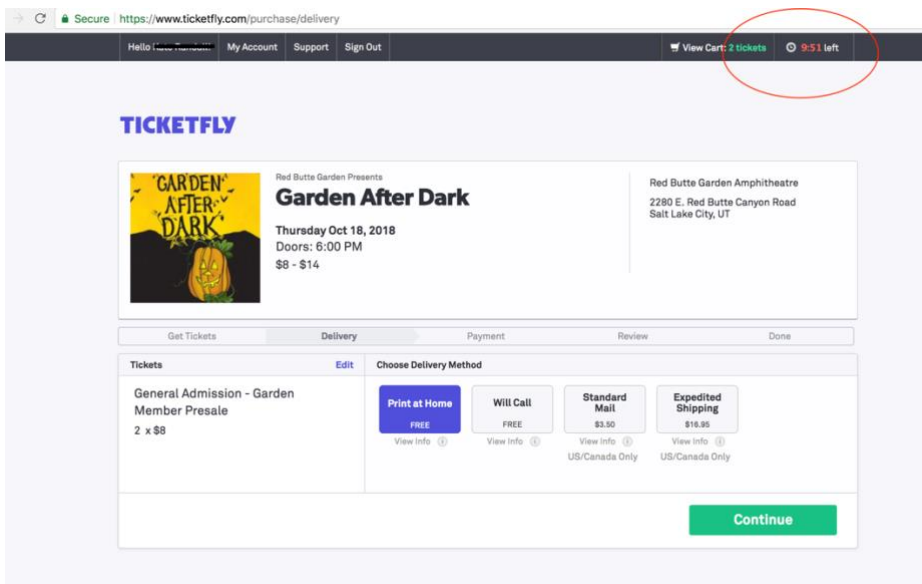 Secure https://www.ticketfly.com/purchase/delivery
Hello My Account Support Sign Out View Cart: 2 tickets 9:51 left
TICKETFLY
GARDEN
AFTER
DARK
Red Butte Garden Presents
Garden After Dark
Thursday Oct 18, 2018
Doors: 6:00 PM
$8 - $14
Red Butte Garden Amphitheatre
2280 E. Red Butte Canyon Road
Salt Lake City, UT
Get Tickets Delivery Payment Review Done
Tickets Edit Choose Delivery Method
General Admission - Garden
Member Presale
2 x $8
Print at Home
FREE
View Info
Will Call
FREE
View Info
Standard
Mail
$3.50
View Info
US/Canada Only
Expedited
Shipping
$16.95
View Info
US/Canada Only
Continue